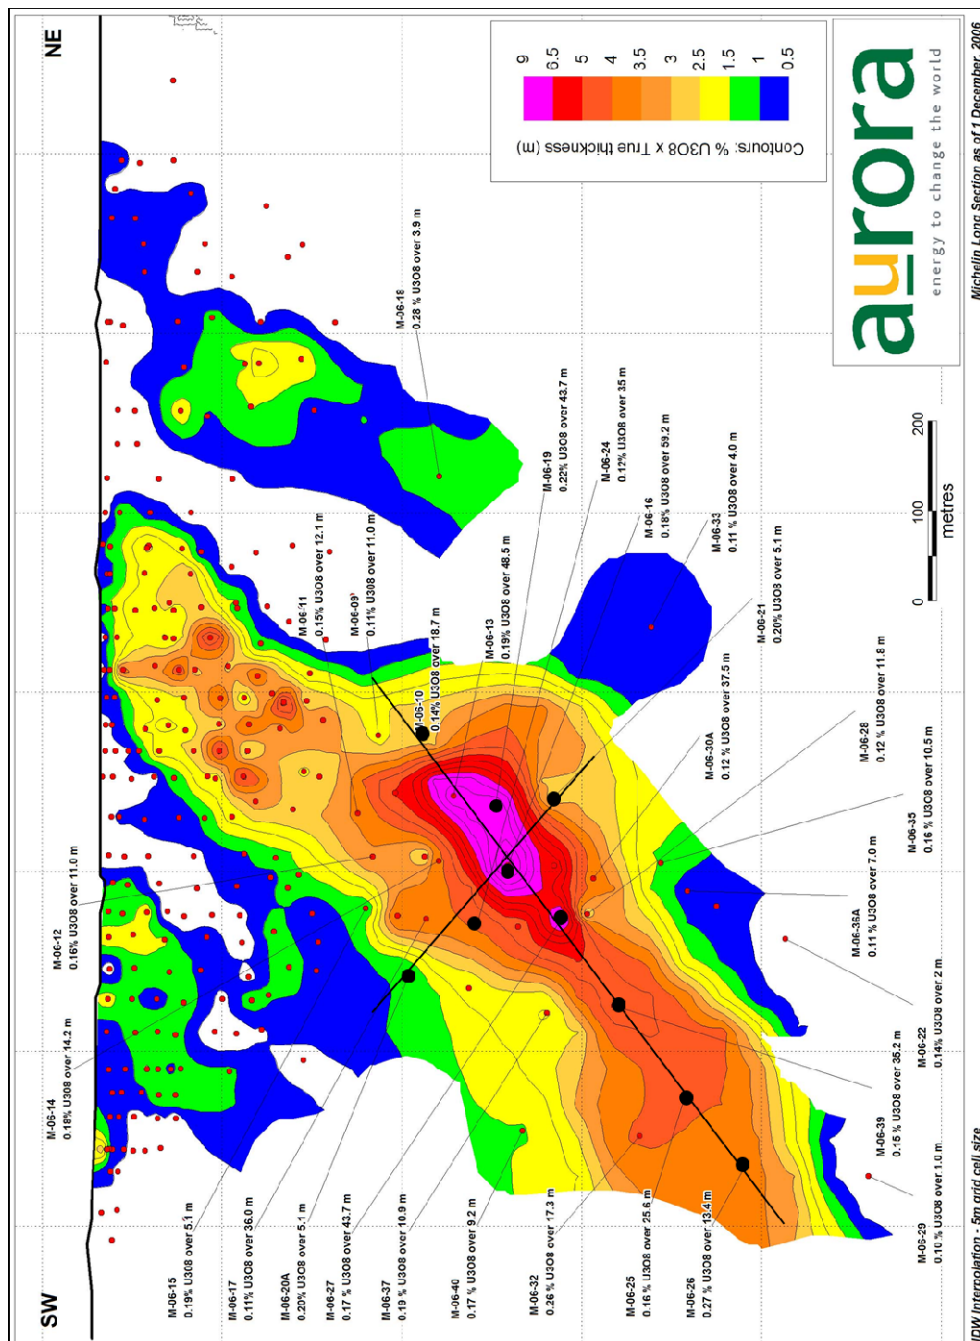 SW
NE
M-06-14
0.18% U3O8 over 14.2 m
M-06-12
0.16% U3O8 over 11.0 m
M-06-18
0.28 % U3O8 over 3.9 m
M-06-11
0.15% U3O8 over 12.1 m
M-06-09
0.11% U3O8 over 11.0 m
M-06-10
0.14% U3O8 over 18.7 m
M-06-13
0.19% U3O8 over 48.5 m
M-06-19
0.22% U3O8 over 43.7 m
M-06-24
0.12% U3O8 over 35 m
M-06-16
0.18% U3O8 over 59.2 m
M-06-33
0.11 % U3O8 over 4.0 m
M-06-21
0.20% U3O8 over 5.1 m
M-06-30A
0.12 % U3O8 over 37.5 m
M-06-28
0.12 % U3O8 over 11.8 m
M-06-35
0.16 % U3O8 over 10.5 m
M-06-36A
0.11 % U3O8 over 7.0 m
M-06-22
0.14% U3O8 over 2 m
M-06-39
0.15 % U3O8 over 35.2 m
M-06-29
0.10 % U3O8 over 1.0 m
M-06-15
0.19% U3O8 over 5.1 m
M-06-17
0.11% U3O8 over 36.0 m
M-06-20A
0.20% U3O8 over 5.1 m
M-06-27
0.17 % U3O8 over 43.7 m
M-06-37
0.19 % U3O8 over 10.9 m
M-06-40
0.17 % U3O8 over 9.2 m
M-06-32
0.26 % U3O8 over 17.3 m
M-06-25
0.16 % U3O8 over 25.6 m
M-06-26
0.27% U3O8 over 13.4 m
Contours: % U3O8 x True thickness (m)
9
6.5
5
4
3.5
3
2.5
1.5
1
0.5
0 100 200
metres
aurora
energy to change the world
Michelin Long Section as of 1 December, 2006
Interpolation - 5m grid cell size